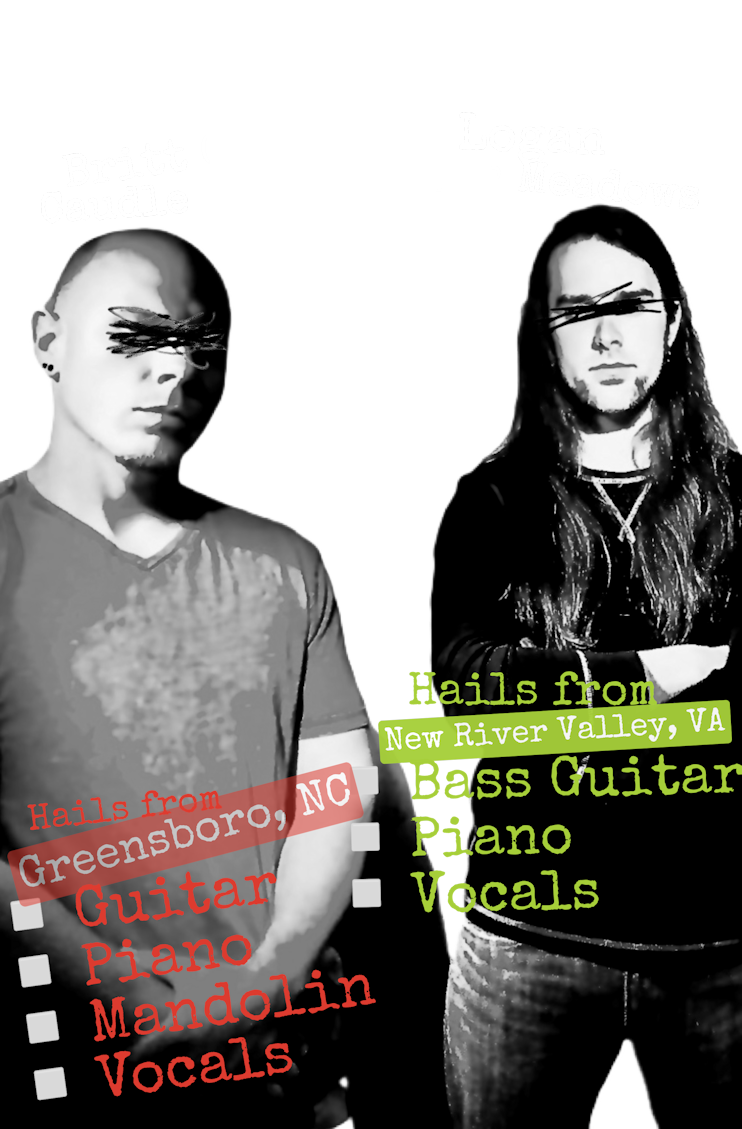 Hails from
Greensboro, NC
Guitar
Piano
Mandolin
Vocals
Hails from
New River Valley, VA
Bass Guitar
Piano
Vocals